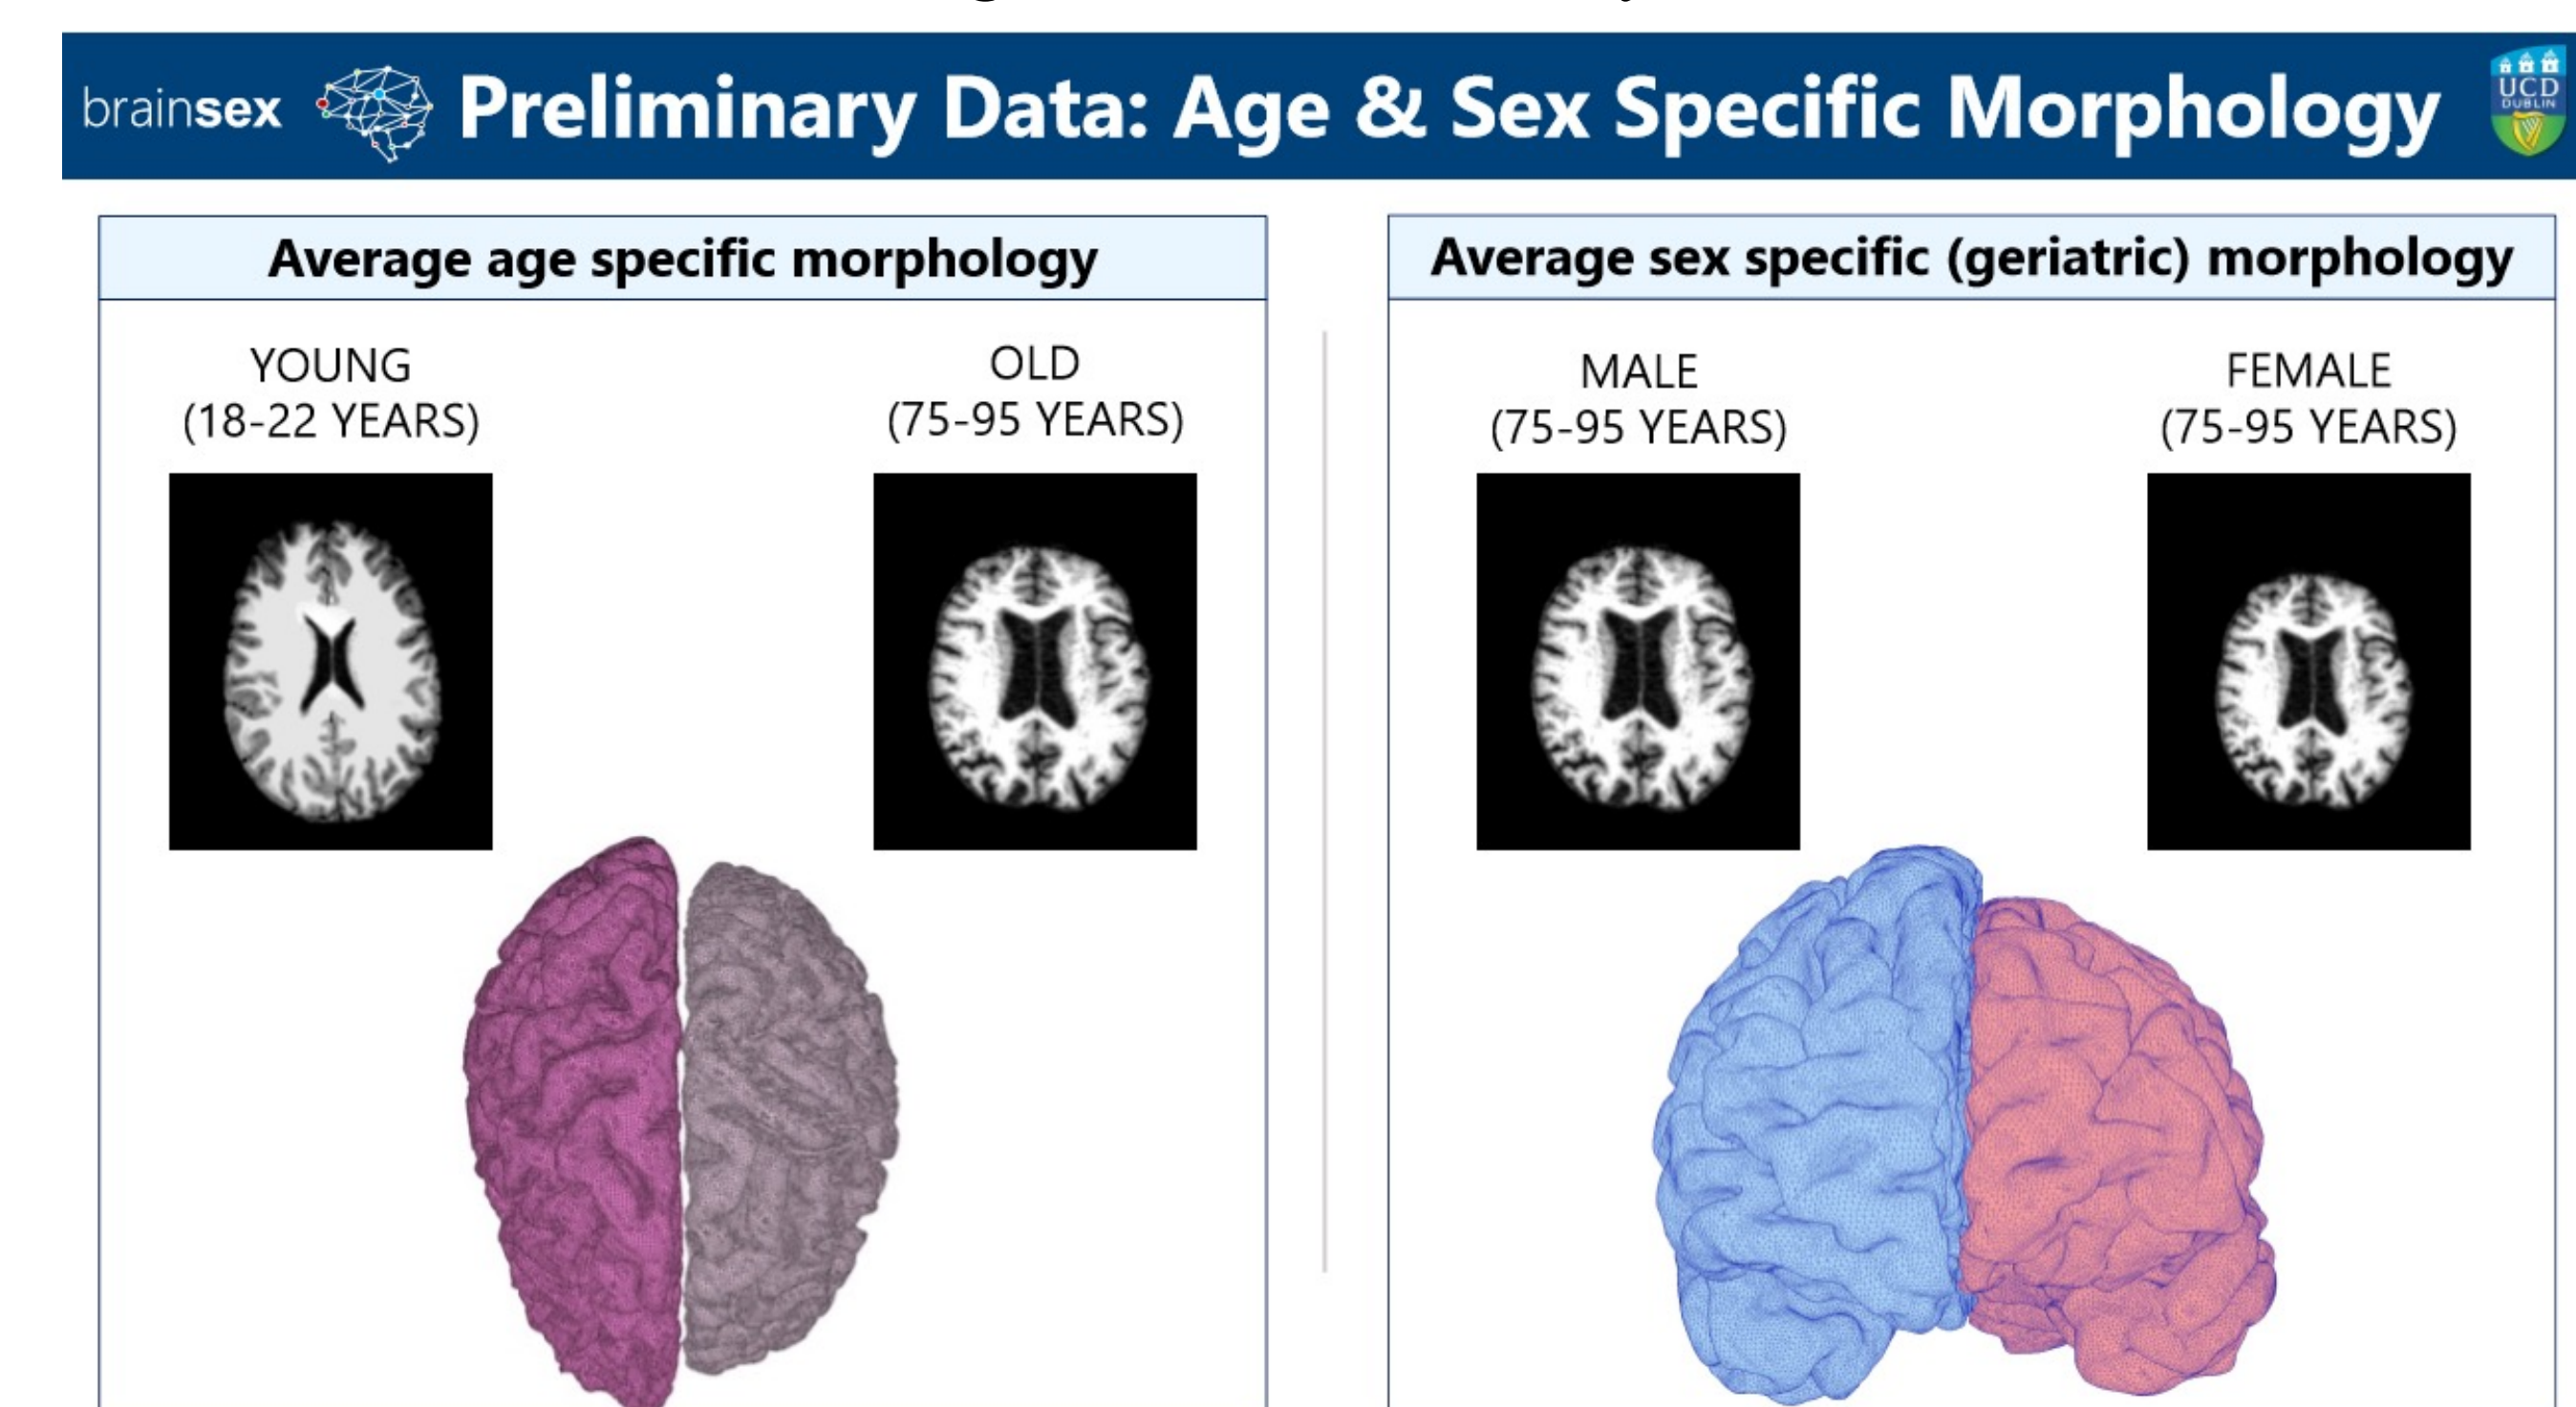 brainsex
Preliminary Data: Age & Sex Specific Morphology
UCD
DUBLIN
Average age specific morphology
YOUNG
(18-22 YEARS)
OLD
(75-95 YEARS)
Average sex specific (geriatric) morphology
MALE
(75-95 YEARS)
FEMALE
(75-95 YEARS)